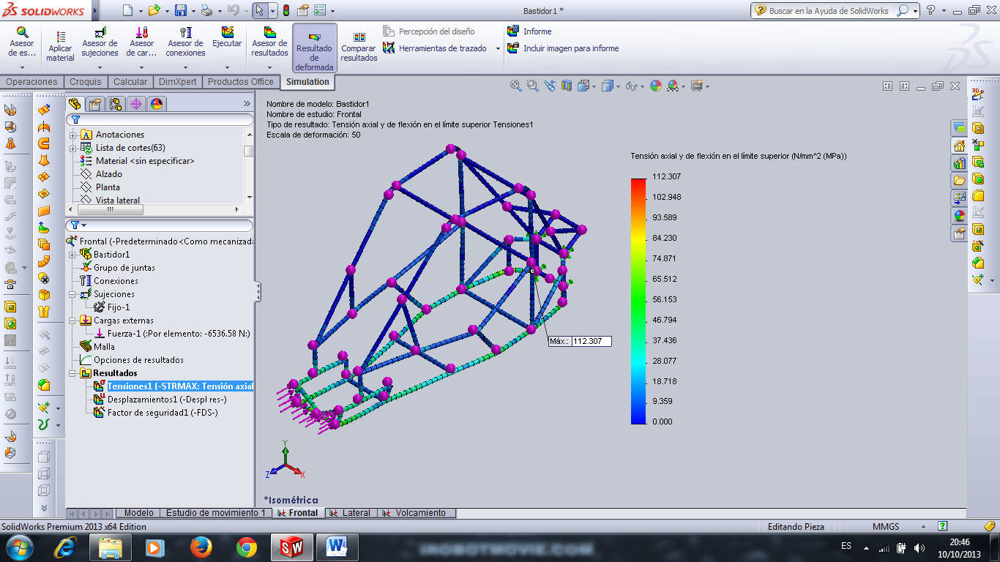 SOLIDWORKS
Bastidor1 *
Buscar en la Ayuda de SolidWorks
Asesor de es...
Aplicar material
Asesor de sujeciones
Asesor de car...
Asesor de conexiones
Ejecutar
Asesor de resultados
Resultado de deformada
Comparar resultados
Percepción del diseño
Herramientas de trazado
Informe
Incluir imagen para informe
Operaciones
Croquis
Calcular
DimXpert
Productos Office
Simulation
Anotaciones
Lista de cortes(63)
Material <sin especificar>
Alzado
Planta
Vista lateral
Frontal (-Predeterminado<Como mecanizad
Bastidor1
Grupo de juntas
Conexiones
Sujeciones
Fijo-1
Cargas externas
Fuerza-1 (:Por elemento: -6536.58 N:)
Malla
Opciones de resultados
Resultados
Tensiones1 (-STRMAX: Tensión axial
Desplazamientos1 (-Despl res-)
Factor de seguridad1 (-FDS-)
Nombre de modelo: Bastidor1
Nombre de estudio: Frontal
Tipo de resultado: Tensión axial y de flexión en el límite superior Tensiones1
Escala de deformación: 50
Tensión axial y de flexión en el límite superior (N/mm^2 (MPa))
112.307
102.948
93.589
84.230
74.871
65.512
56.153
46.794
37.436
28.077
18.718
9.359
0.000
Máx.: 112.307
Y
Z
X
*Isométrica
Modelo
Estudio de movimiento 1
Frontal
Lateral
Volcamiento
SolidWorks Premium 2013 x64 Edition
Editando Pieza
MMGS
IROBOTMOVIE.COM
ES
20:46
10/10/2013